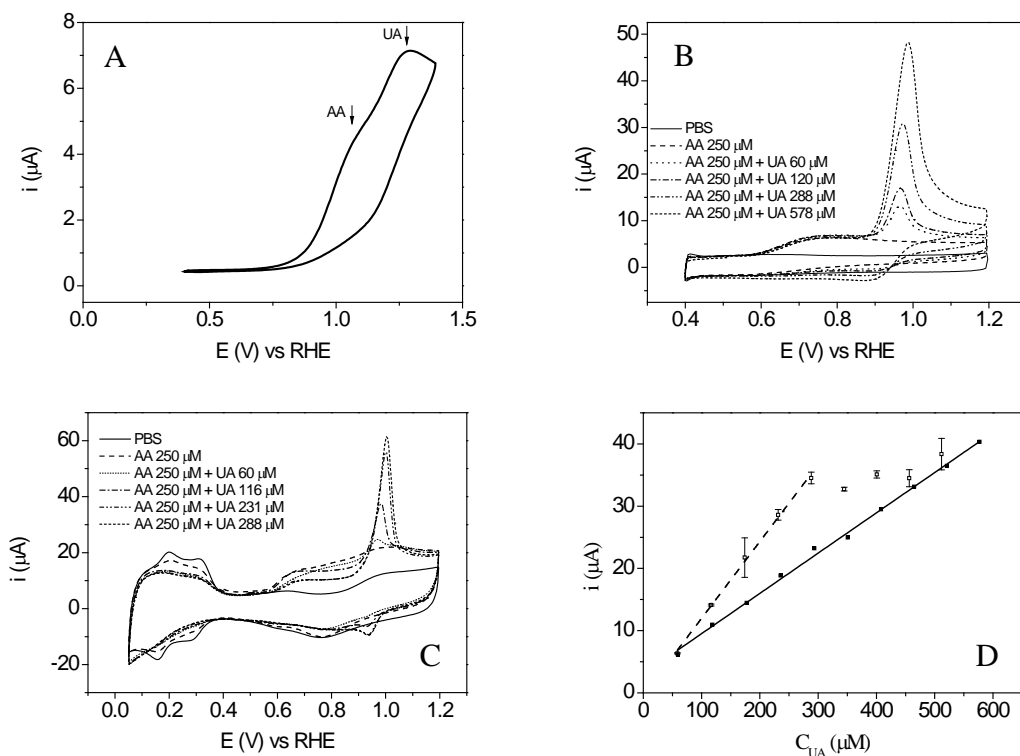 A
UA
AA
i (μA)
8
6
4
2
0
0.0 0.5 1.0 1.5
E (V) vs RHE
B
i (μA)
50
40
30
20
10
0
PBS
AA 250 μM
AA 250 μM + UA 60 μM
AA 250 μM + UA 120 μM
AA 250 μM + UA 288 μM
AA 250 μM + UA 578 μM
0.4 0.6 0.8 1.0 1.2
E (V) vs RHE
C
i (μA)
60
40
20
0
-20
PBS
AA 250 μM
AA 250 μM + UA 60 μM
AA 250 μM + UA 116 μM
AA 250 μM + UA 231 μM
AA 250 μM + UA 288 μM
0.0 0.2 0.4 0.6 0.8 1.0 1.2
E (V) vs RHE
D
i (μA)
40
30
20
10
0
0 100 200 300 400 500 600
C_UA (μM)